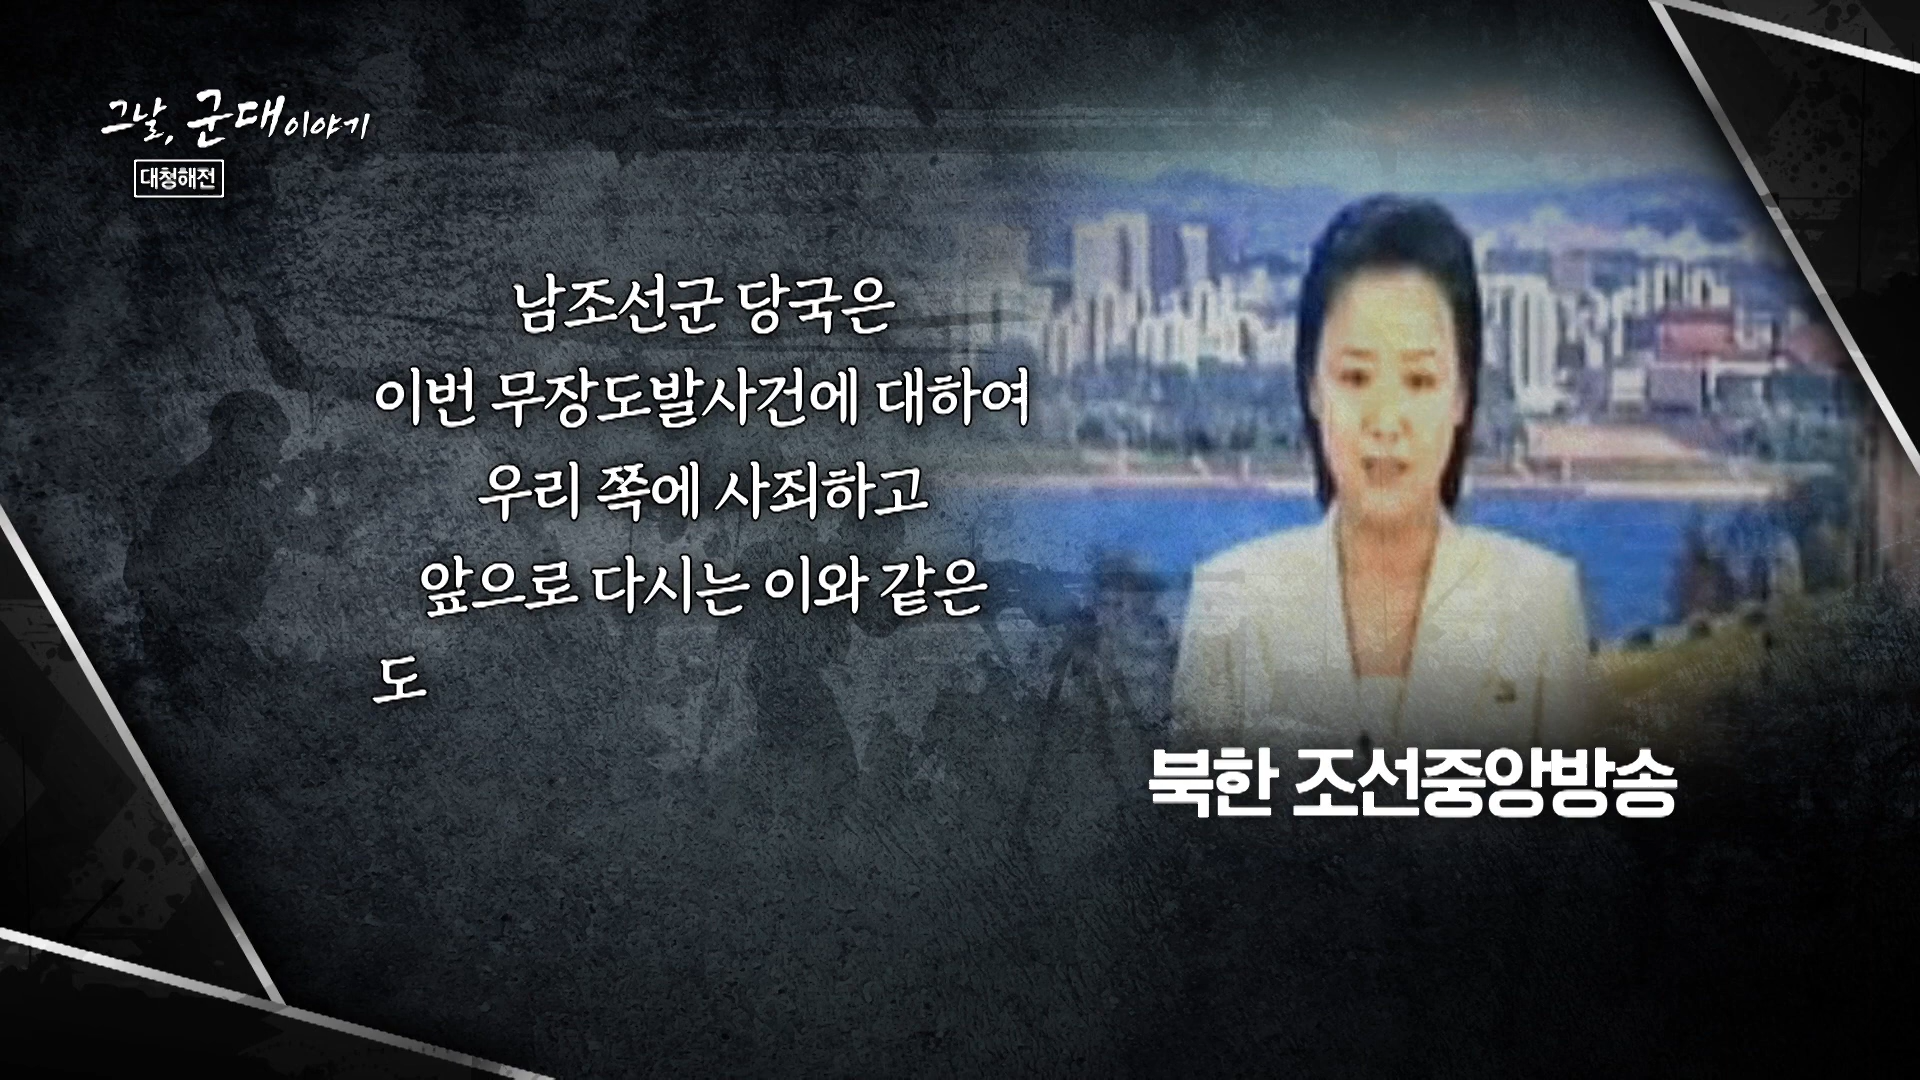 그날, 군대이야기
대청해전
남조선군 당국은
이번 무장도발사건에 대하여
우리 쪽에 사죄하고
앞으로 다시는 이와 같은
도
북한 조선중앙방송